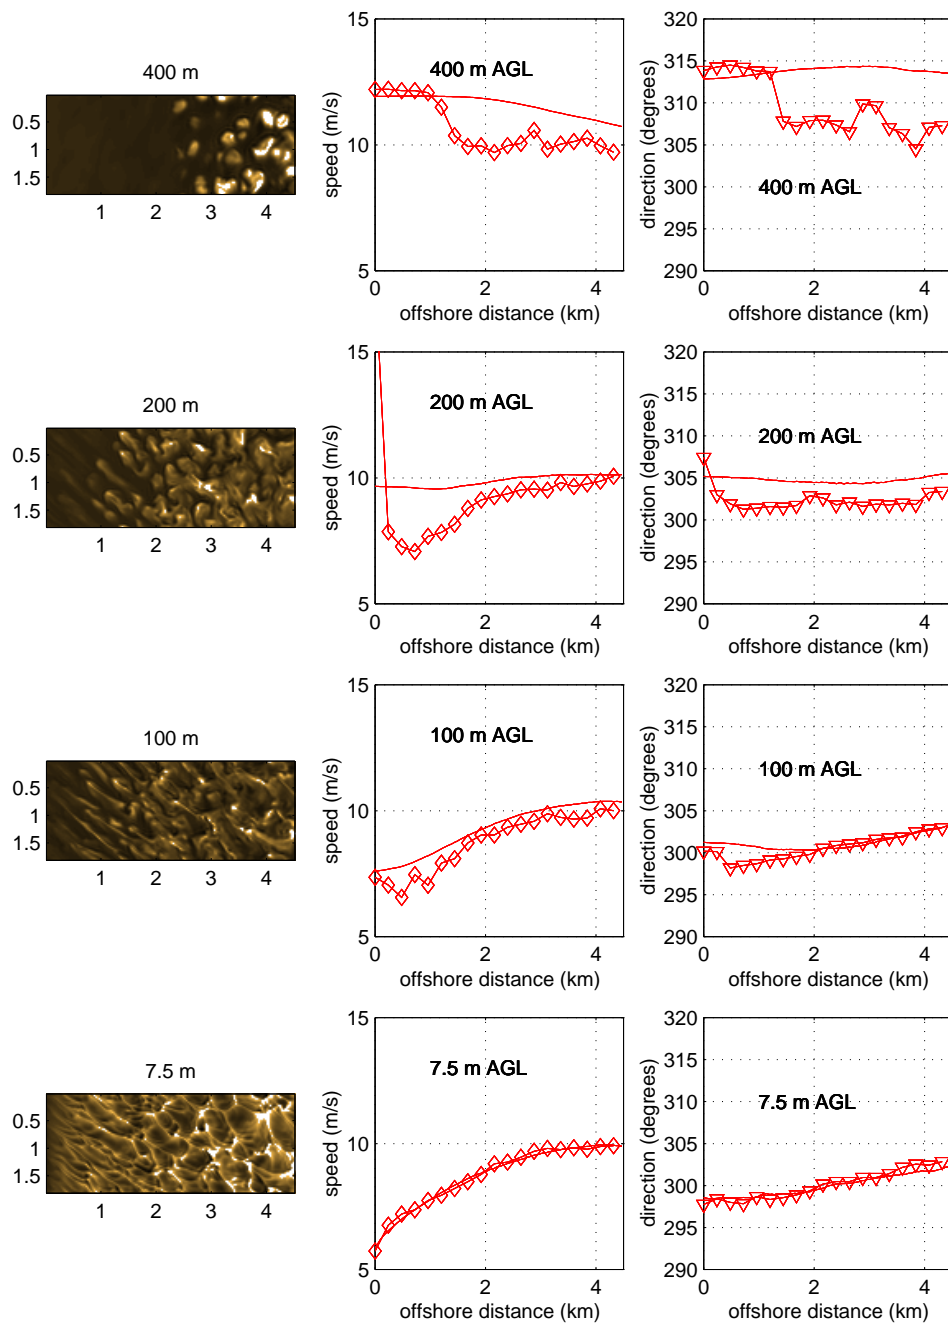 400 m
0.5
1
1.5
1 2 3 4
15
10
5
speed (m/s)
400 m AGL
0 2 4
offshore distance (km)
320
315
310
305
300
295
290
direction (degrees)
400 m AGL
0 2 4
offshore distance (km)
200 m
0.5
1
1.5
1 2 3 4
15
10
5
speed (m/s)
200 m AGL
0 2 4
offshore distance (km)
320
315
310
305
300
295
290
direction (degrees)
200 m AGL
0 2 4
offshore distance (km)
100 m
0.5
1
1.5
1 2 3 4
15
10
5
speed (m/s)
100 m AGL
0 2 4
offshore distance (km)
320
315
310
305
300
295
290
direction (degrees)
100 m AGL
0 2 4
offshore distance (km)
7.5 m
0.5
1
1.5
1 2 3 4
15
10
5
speed (m/s)
7.5 m AGL
0 2 4
offshore distance (km)
320
315
310
305
300
295
290
direction (degrees)
7.5 m AGL
0 2 4
offshore distance (km)